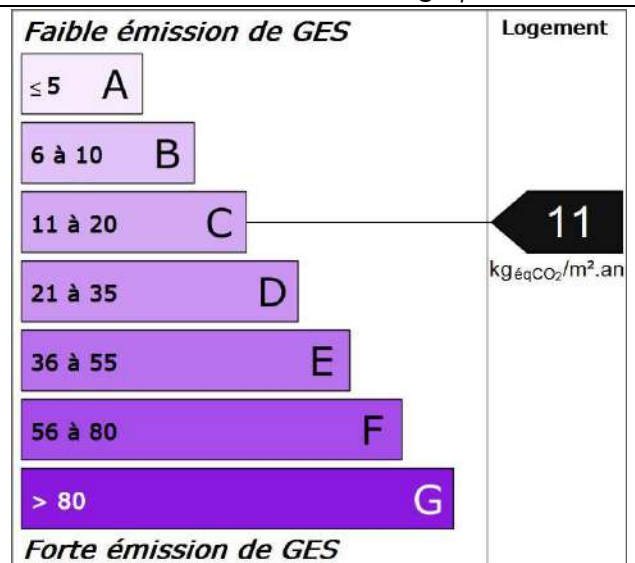 Faible émission de GES
Logement
≤ 5 A
6 à 10 B
11 à 20 C
11
kgéqCO₂/m².an
21 à 35 D
36 à 55 E
56 à 80 F
> 80 G
Forte émission de GES